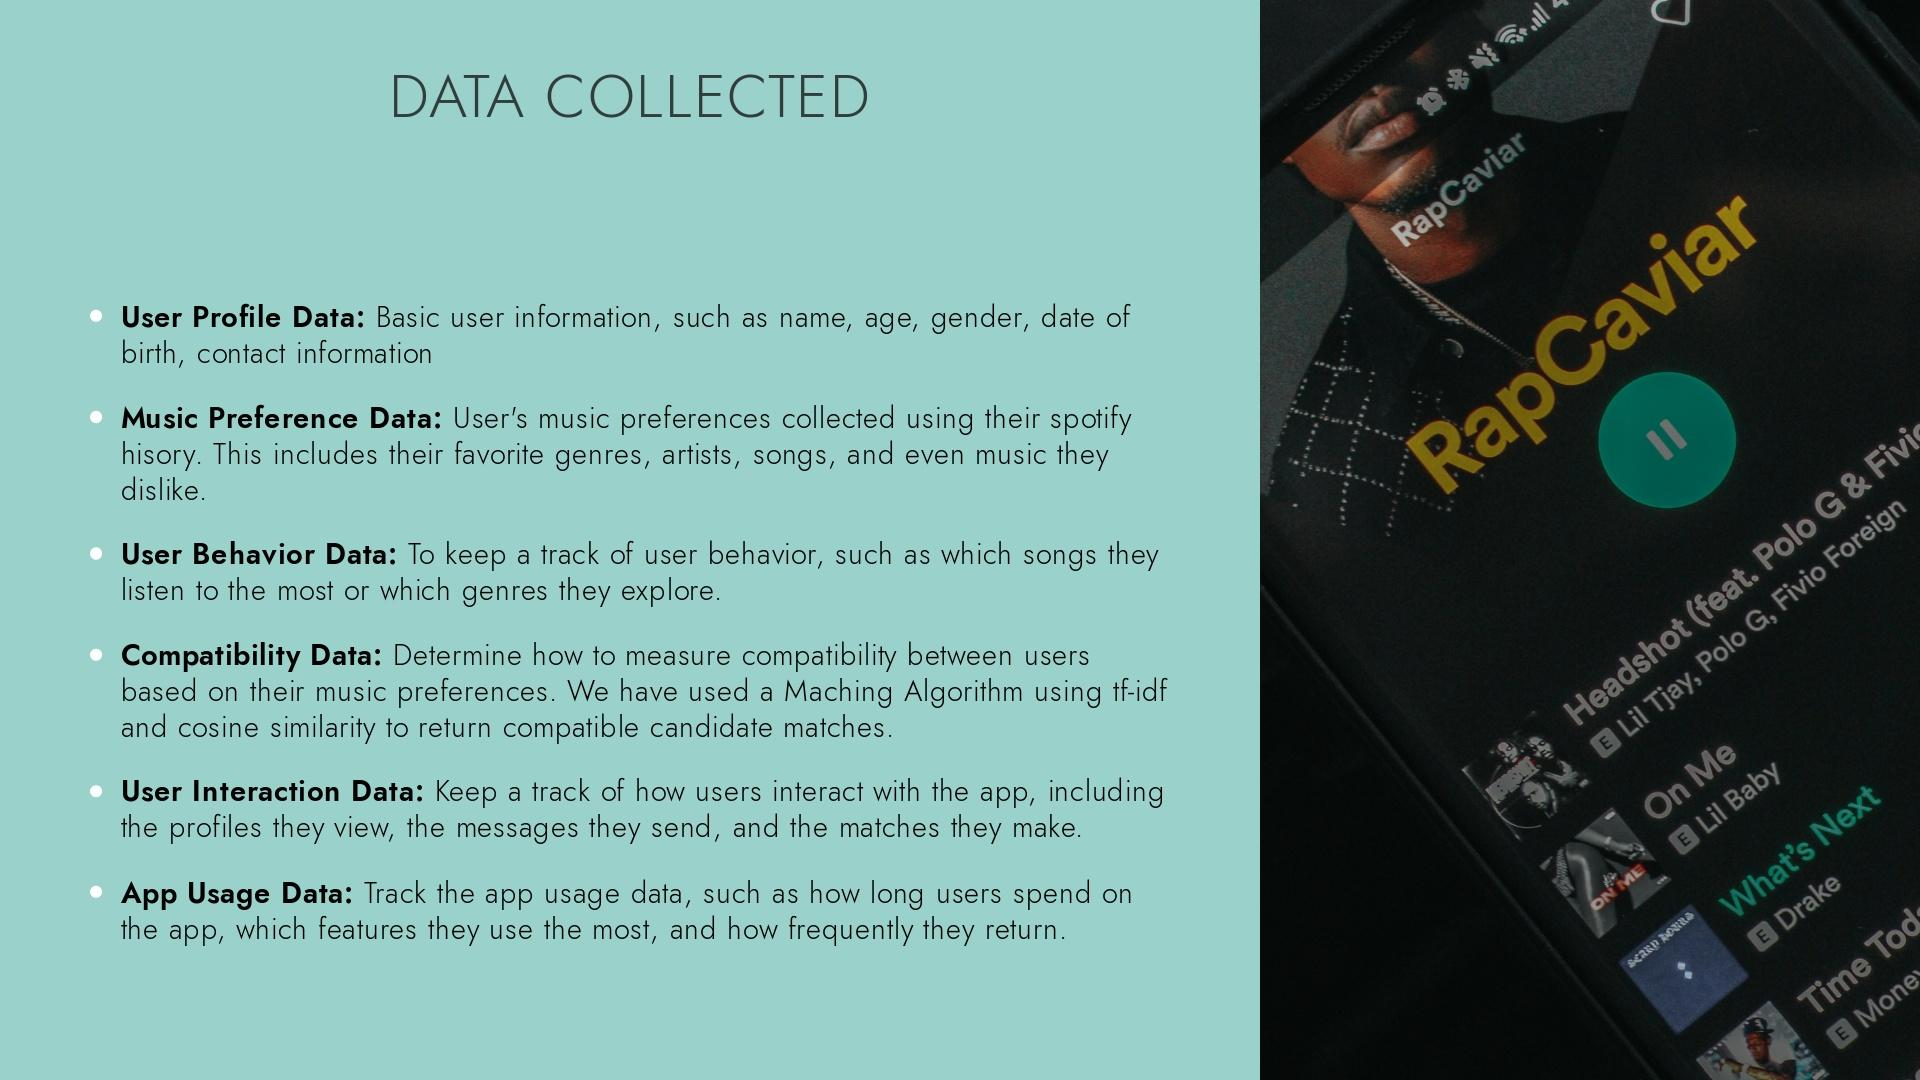 DATA COLLECTED
User Profile Data: Basic user information, such as name, age, gender, date of
birth, contact information
Music Preference Data: User's music preferences collected using their spotify
hisory. This includes their favorite genres, artists, songs, and even music they
dislike.
User Behavior Data: To keep a track of user behavior, such as which songs they
listen to the most or which genres they explore.
Compatibility Data: Determine how to measure compatibility between users
based on their music preferences. We have used a Maching Algorithm using tf-idf
and cosine similarity to return compatible candidate matches.
User Interaction Data: Keep a track of how users interact with the app, including
the profiles they view, the messages they send, and the matches they make.
App Usage Data: Track the app usage data, such as how long users spend on
the app, which features they use the most, and how frequently they return.
RapCaviar
RapCaviar
Headshot (feat. Polo G &
E Lil Tjay, Polo G, Fivio Foreign
On Me
E Lil Baby
ON ME
What's Next
E Drake
Time
E